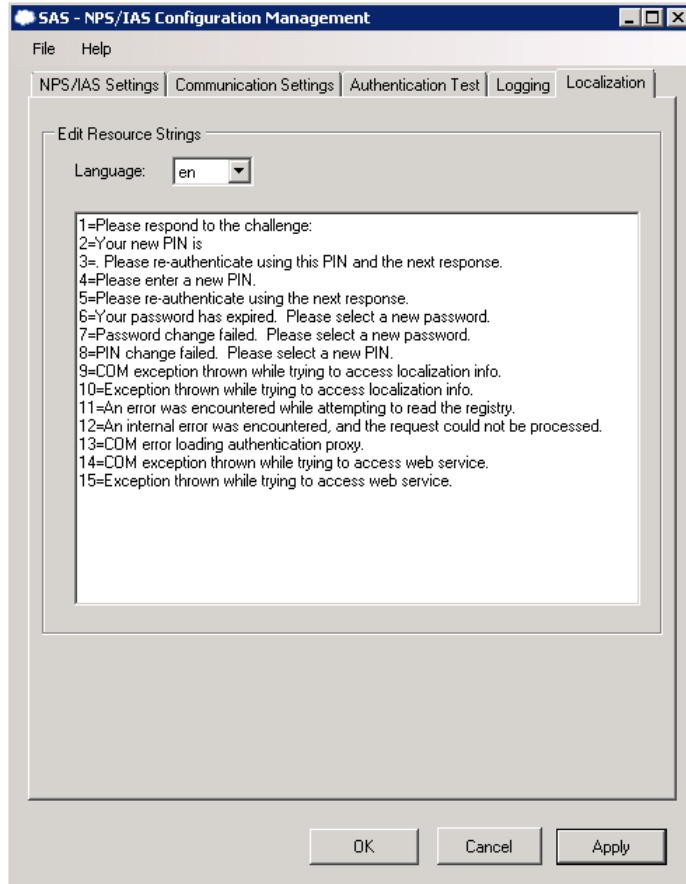 SAS - NPS/IAS Configuration Management
File Help
NPS/IAS Settings Communication Settings Authentication Test Logging Localization
Edit Resource Strings
Language: en
1=Please respond to the challenge:
2=Your new PIN is
3=. Please re-authenticate using this PIN and the next response.
4=Please enter a new PIN.
5=Please re-authenticate using the next response.
6=Your password has expired.  Please select a new password.
7=Password change failed.  Please select a new password.
8=PIN change failed.  Please select a new PIN.
9=COM exception thrown while trying to access localization info.
10=Exception thrown while trying to access localization info.
11=An error was encountered while attempting to read the registry.
12=An internal error was encountered, and the request could not be processed.
13=COM error loading authentication proxy.
14=COM exception thrown while trying to access web service.
15=Exception thrown while trying to access web service.
OK Cancel Apply